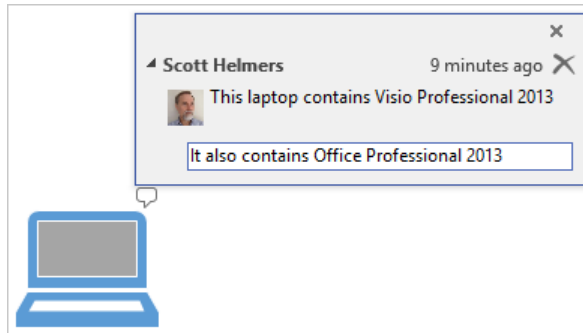 Scott Helmers 9 minutes ago
This laptop contains Visio Professional 2013
It also contains Office Professional 2013